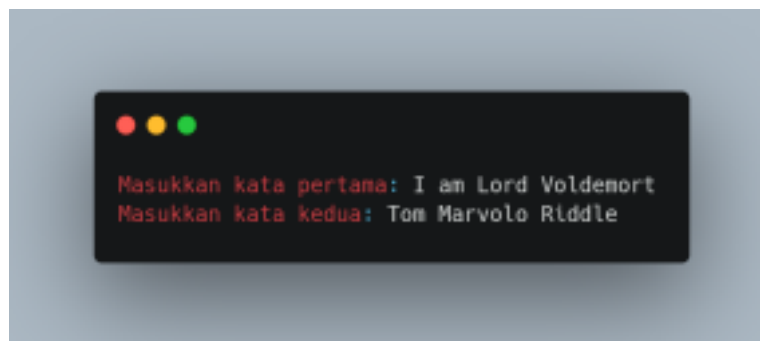 Masukkan kata pertama: I am Lord Voldemort
Masukkan kata kedua: Tom Marvolo Riddle